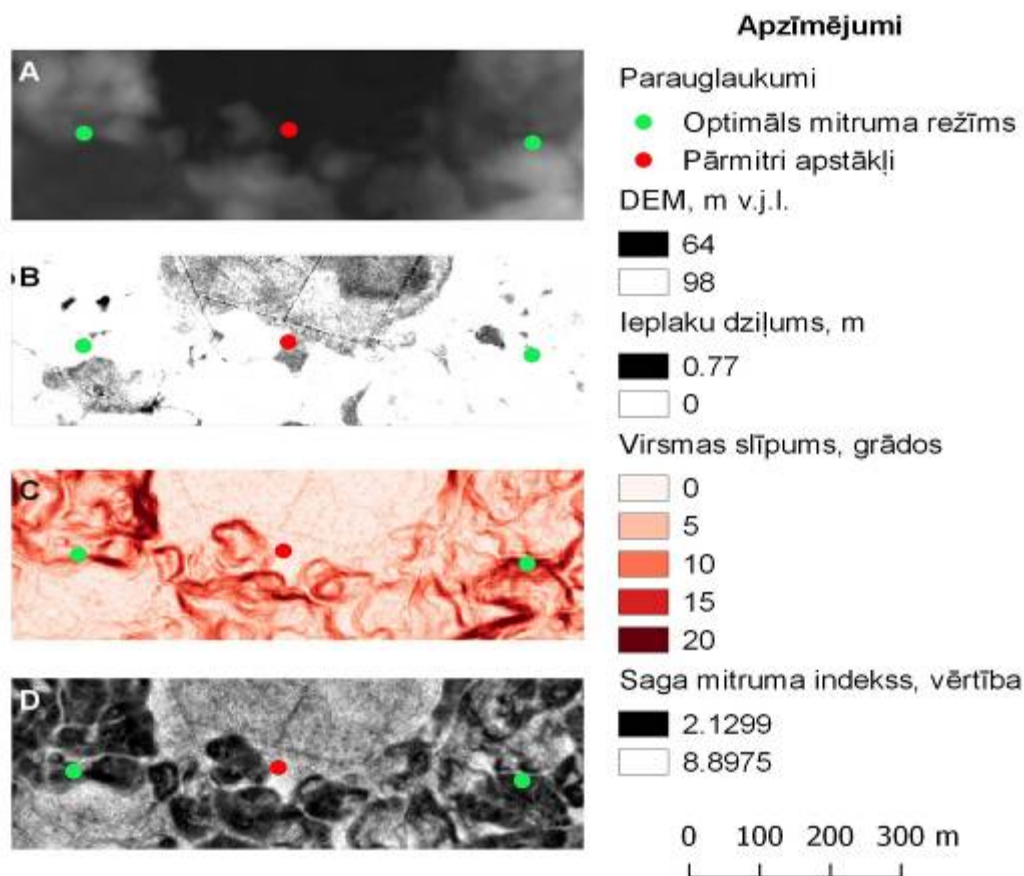 Apzīmējumi
Parauglaukumi
Optimāls mitruma režīms
Pārmitri apstākļi
DEM, m v.j.l.
64
98
Ieplaku dziļums, m
0.77
0
Virsmas slīpums, grādos
0
5
10
15
20
Saga mitruma indekss, vērtība
2.1299
8.8975
0 100 200 300 m
A
B
C
D